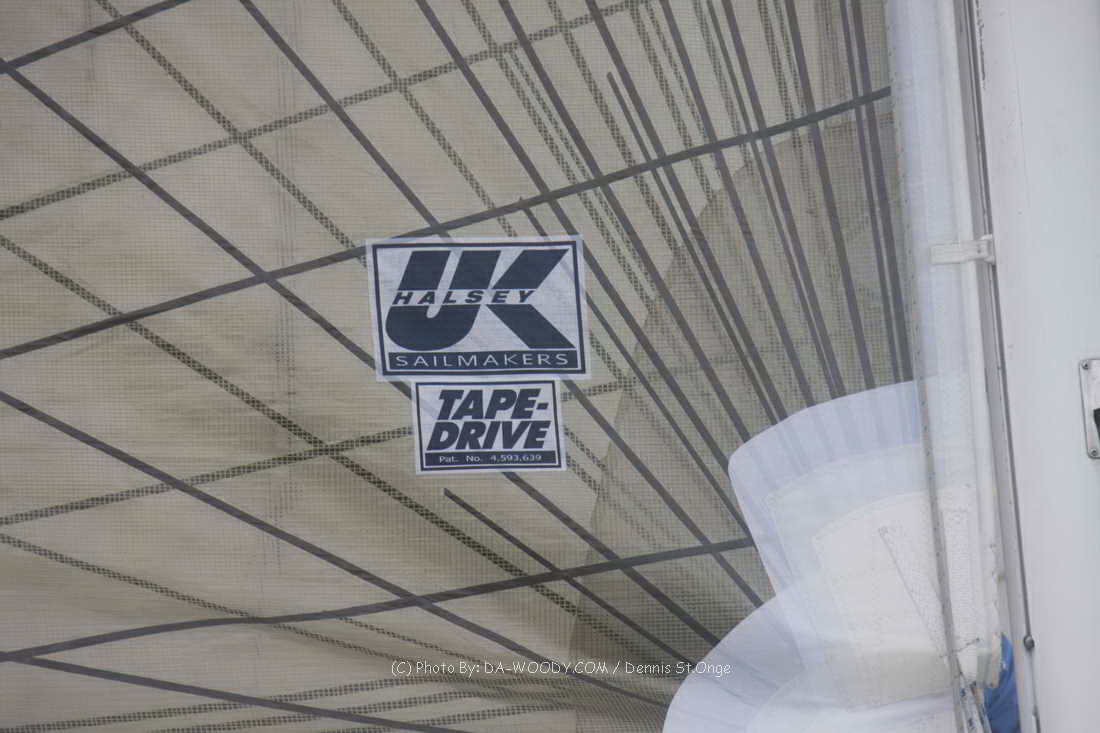 UK
HALSEY
SAILMAKERS
TAPE-
DRIVE
Pat. No. 4,593,639
(C) Photo By: DA-WOODY.COM / Dennis St.Onge